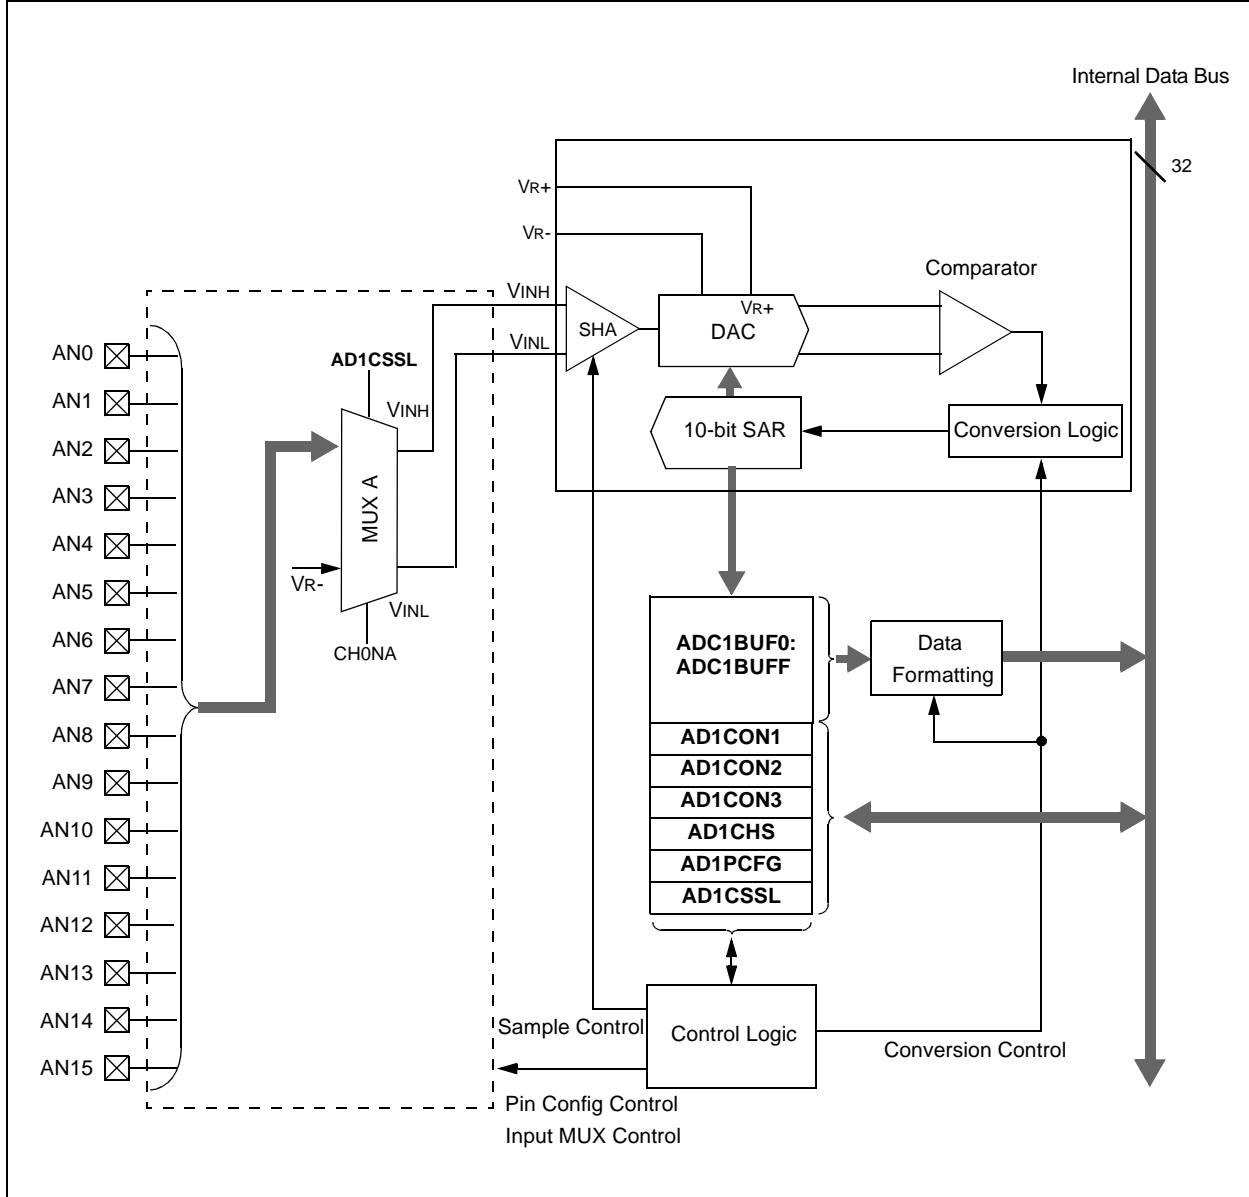 Internal Data Bus
32
VR+
VR-
Comparator
VINH
VR+
SHA
DAC
VINL
AN0
AD1CSSL
AN1
VINH
10-bit SAR
Conversion Logic
AN2
AN3
MUX A
AN4
VR-
AN5
VINL
AN6
CH0NA
ADC1BUF0:
ADC1BUFF
Data
Formatting
AN7
AN8
AD1CON1
AN9
AD1CON2
AD1CON3
AN10
AD1CHS
AD1PCFG
AN11
AD1CSSL
AN12
AN13
AN14
Sample Control
Control Logic
Conversion Control
AN15
Pin Config Control
Input MUX Control